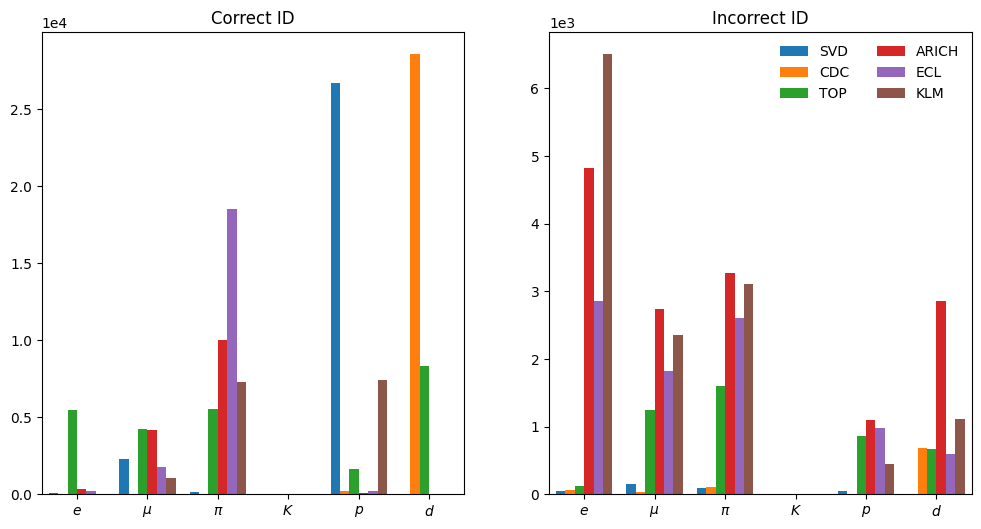 Correct ID
1e4
2.5
2.0
1.5
1.0
0.5
0.0
e μ π K p d
Incorrect ID
1e3
6
5
4
3
2
1
0
SVD ARICH
CDC ECL
TOP KLM
e μ π K p d